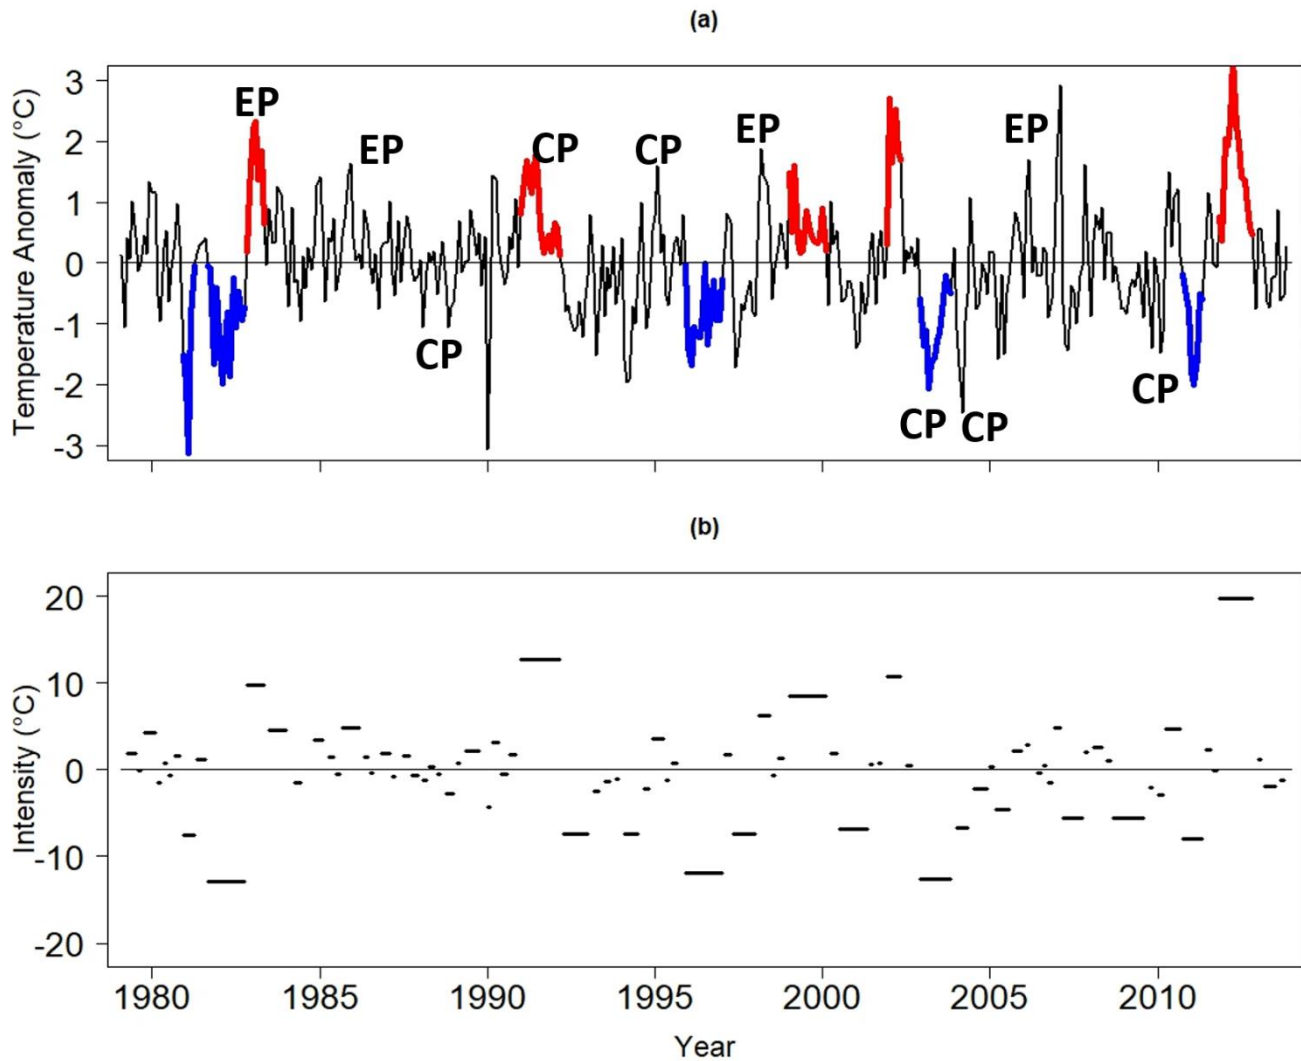 (a)
Temperature Anomaly (°C)
3
2
1
0
-1
-2
-3
EP
EP
CP
CP
CP
EP
EP
CP
CP
CP
(b)
Intensity (°C)
20
10
0
-10
-20
1980 1985 1990 1995 2000 2005 2010
Year